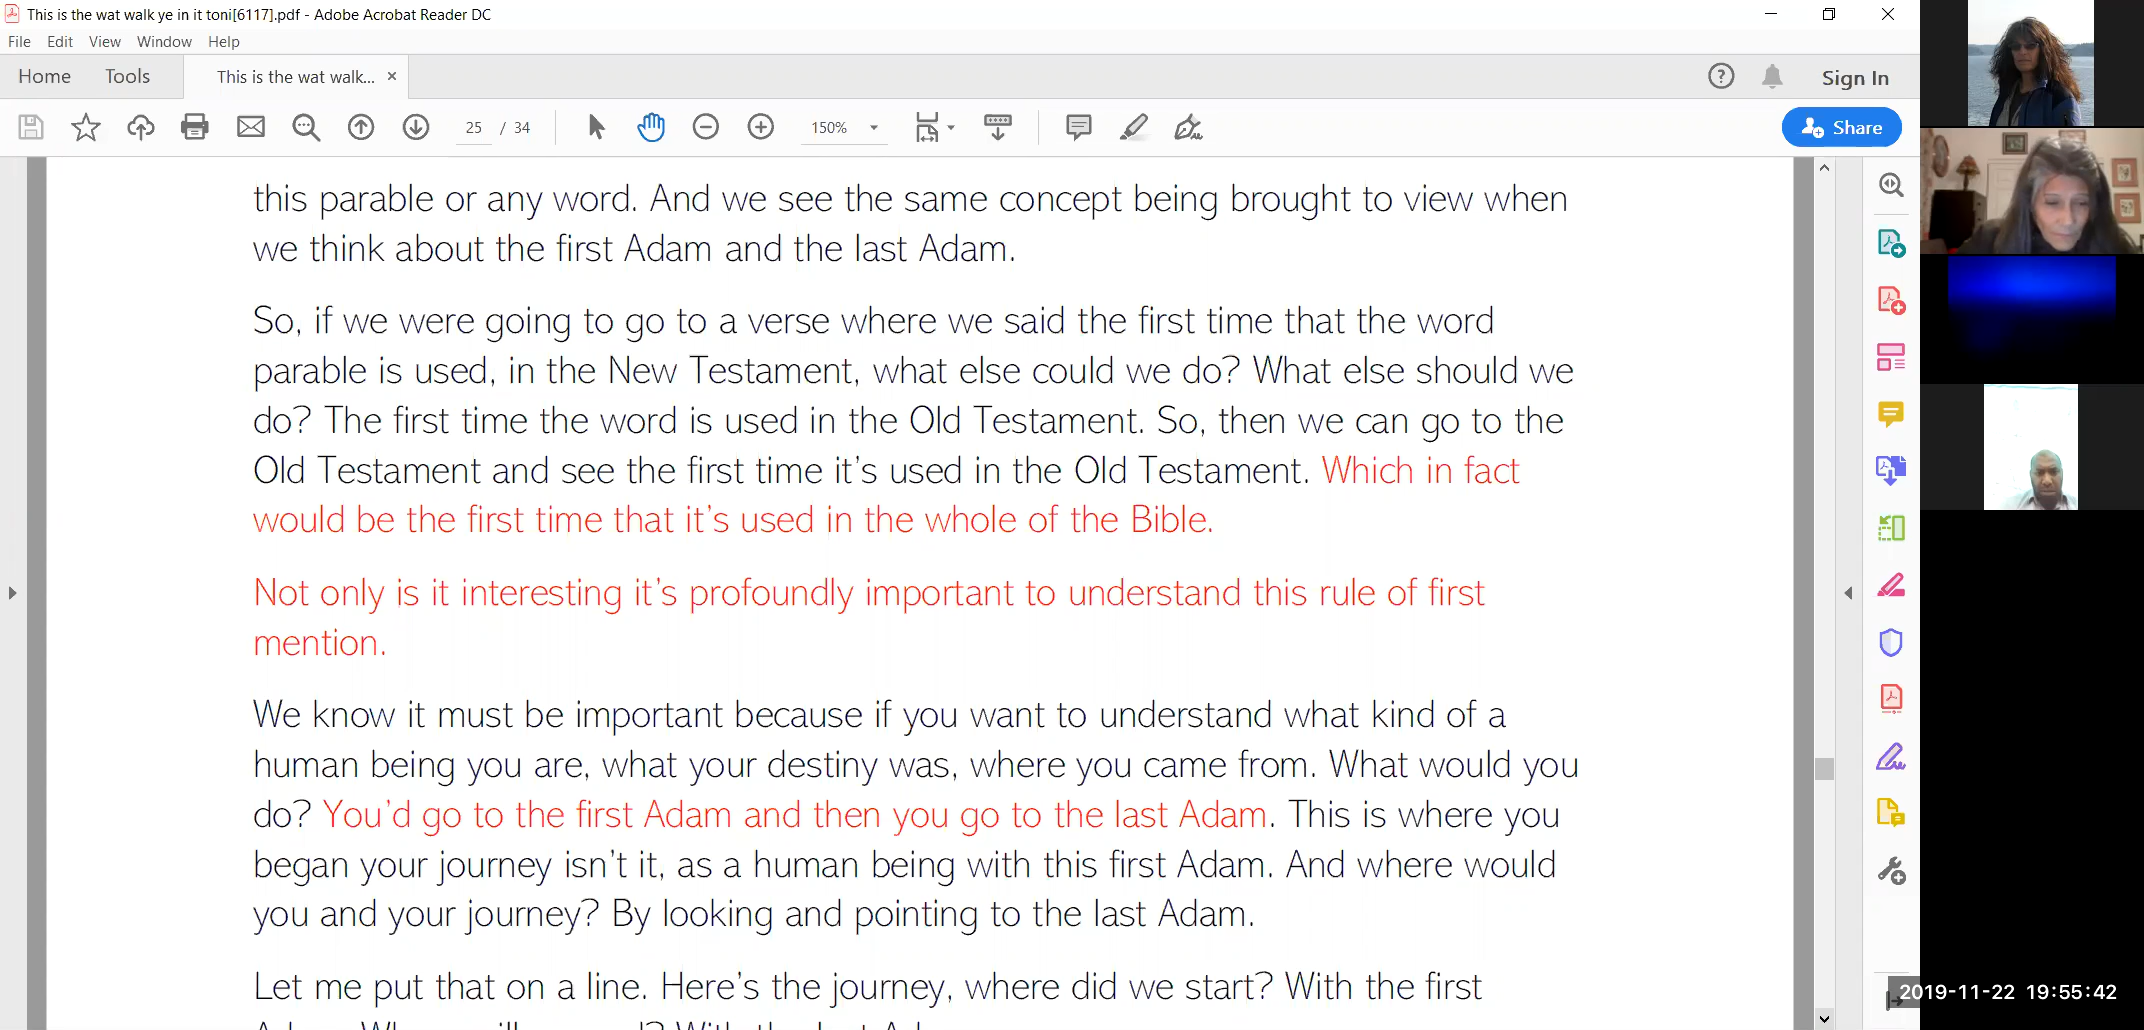 This is the wat walk ye in it toni[6117].pdf - Adobe Acrobat Reader DC
File Edit View Window Help
Home Tools This is the wat walk... × Sign In
25 / 34 150% Share
this parable or any word. And we see the same concept being brought to view when
we think about the first Adam and the last Adam.
So, if we were going to go to a verse where we said the first time that the word
parable is used, in the New Testament, what else could we do? What else should we
do? The first time the word is used in the Old Testament. So, then we can go to the
Old Testament and see the first time it's used in the Old Testament. Which in fact
would be the first time that it's used in the whole of the Bible.
Not only is it interesting it's profoundly important to understand this rule of first
mention.
We know it must be important because if you want to understand what kind of a
human being you are, what your destiny was, where you came from. What would you
do? You'd go to the first Adam and then you go to the last Adam. This is where you
began your journey isn't it, as a human being with this first Adam. And where would
you and your journey? By looking and pointing to the last Adam.
Let me put that on a line. Here's the journey, where did we start? With the first
2019-11-22 19:55:42